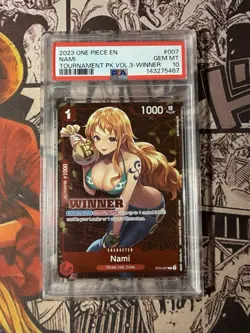 2023 ONE PIECE EN #007
NAMI GEM MT
TOURNAMENT PK.VOL.3-WINNER 10
PSA 143275467
1 1000
+1000
WINNER
CHARACTER
Nami
Straw Hat Crew